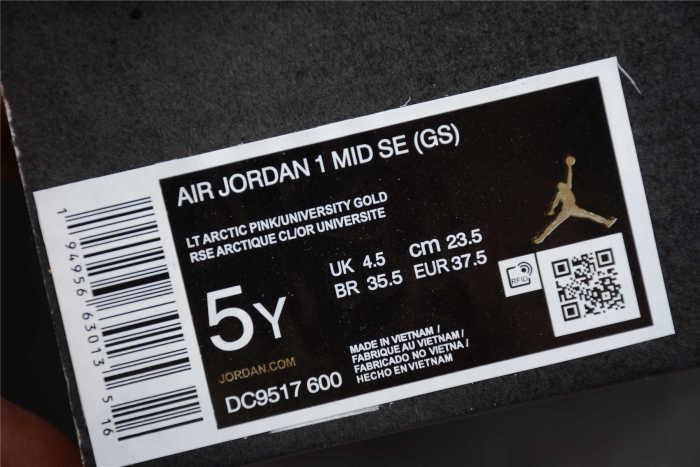 AIR JORDAN 1 MID SE (GS)
LT ARCTIC PINK/UNIVERSITY GOLD
RSE ARCTIQUE CL/OR UNIVERSITE
UK 4.5 cm 23.5
BR 35.5 EUR 37.5
5Y
RFID
JORDAN.COM
MADE IN VIETNAM/
FABRIQUE AU VIETNAM/
FABRICADO NO VIETNA/
HECHO EN VIETNAM
DC9517 600
1 94956 63013 5 16